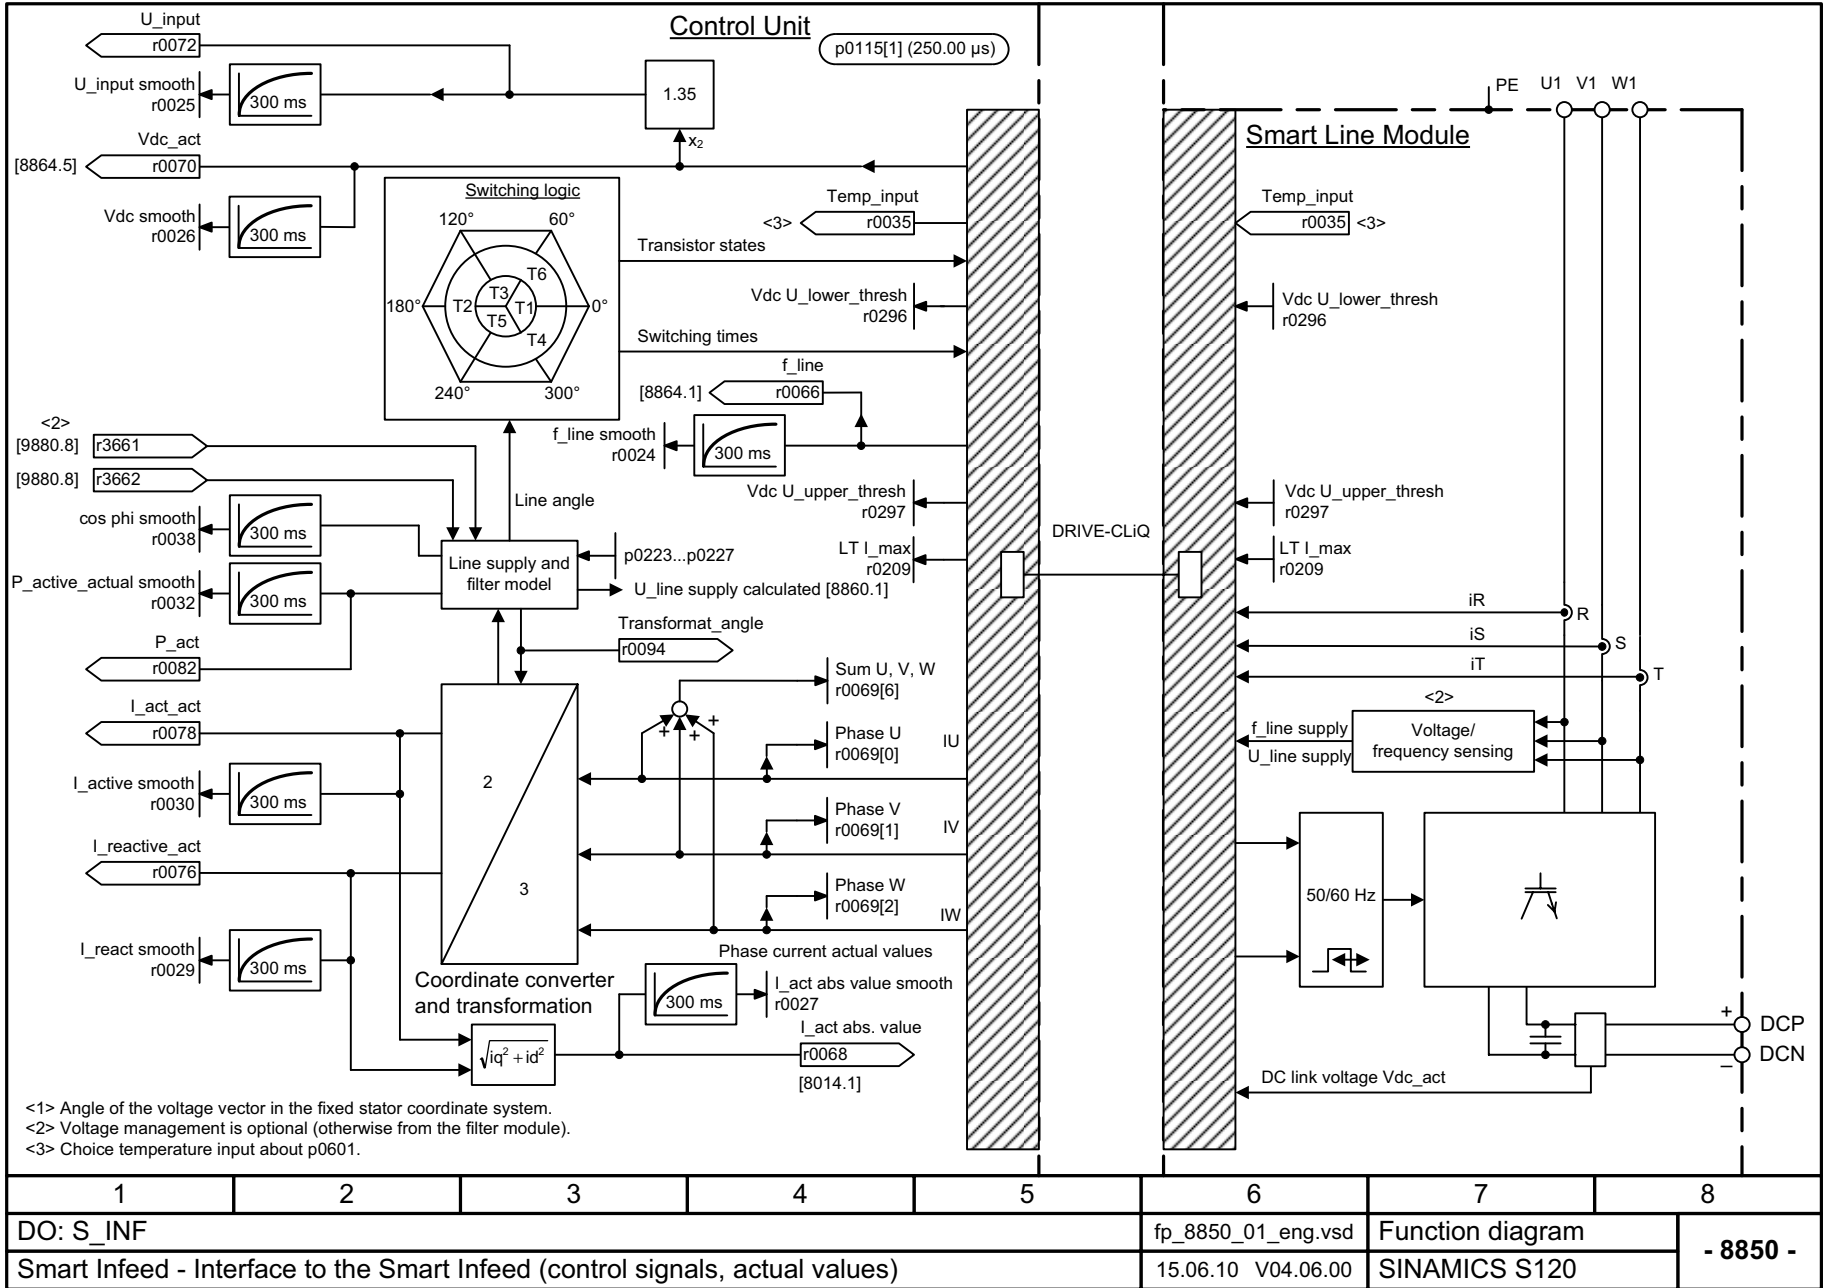 Control Unit
p0115[1] (250.00 µs)
U_input
r0072
U_input smooth
r0025
300 ms
1.35
x2
Vdc_act
[8864.5]
r0070
Vdc smooth
r0026
300 ms
Switching logic
120°
60°
180°
0°
240°
300°
T6
T3
T2
T1
T5
T4
Transistor states
Switching times
Temp_input
<3>
r0035
Vdc U_lower_thresh
r0296
f_line
[8864.1]
r0066
f_line smooth
r0024
300 ms
Vdc U_upper_thresh
r0297
LT I_max
r0209
<2>
[9880.8]
r3661
[9880.8]
r3662
cos phi smooth
r0038
300 ms
Line angle
Line supply and
filter model
p0223...p0227
U_line supply calculated [8860.1]
P_active_actual smooth
r0032
300 ms
P_act
r0082
Transformat_angle
r0094
I_act_act
r0078
I_active smooth
r0030
300 ms
I_reactive_act
r0076
I_react smooth
r0029
300 ms
2
3
Coordinate converter
and transformation
Sum U, V, W
r0069[6]
+
+
+
Phase U
r0069[0]
IU
Phase V
r0069[1]
IV
Phase W
r0069[2]
IW
Phase current actual values
300 ms
I_act abs value smooth
r0027
I_act abs. value
r0068
[8014.1]
√iq² + id²
DRIVE-CLiQ
Smart Line Module
PE
U1
V1
W1
Temp_input
r0035
<3>
Vdc U_lower_thresh
r0296
Vdc U_upper_thresh
r0297
LT I_max
r0209
iR
R
iS
S
iT
T
<2>
f_line supply
U_line supply
Voltage/
frequency sensing
50/60 Hz
+
DCP
DCN
–
DC link voltage Vdc_act
<1> Angle of the voltage vector in the fixed stator coordinate system.
<2> Voltage management is optional (otherwise from the filter module).
<3> Choice temperature input about p0601.
1
2
3
4
5
6
7
8
DO: S_INF
fp_8850_01_eng.vsd
Function diagram
- 8850 -
Smart Infeed - Interface to the Smart Infeed (control signals, actual values)
15.06.10 V04.06.00
SINAMICS S120